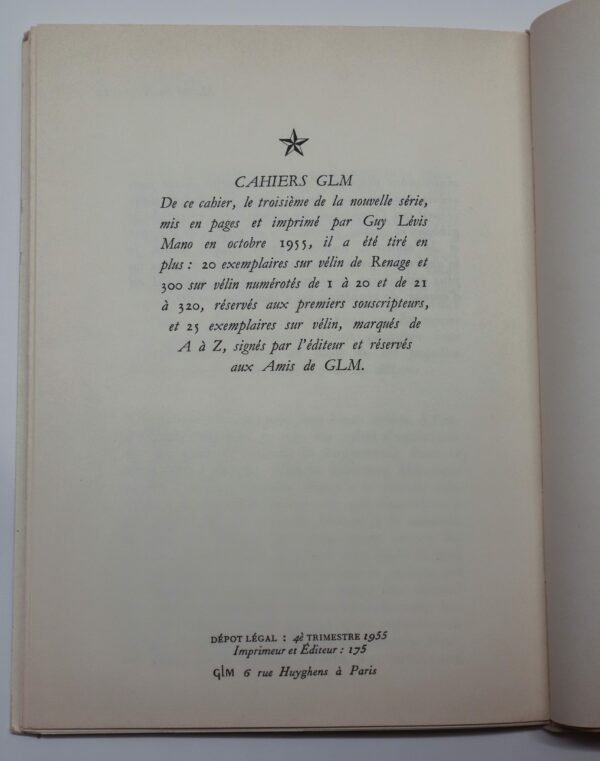 CAHIERS GLM
De ce cahier, le troisième de la nouvelle série,
mis en pages et imprimé par Guy Lévis
Mano en octobre 1955, il a été tiré en
plus : 20 exemplaires sur vélin de Renage et
300 sur vélin numérotés de 1 à 20 et de 21
à 320, réservés aux premiers souscripteurs,
et 25 exemplaires sur vélin, marqués de
A à Z, signés par l'éditeur et réservés
aux Amis de GLM.
DÉPOT LÉGAL : 4è TRIMESTRE 1955
Imprimeur et Éditeur : 175
GLM 6 rue Huyghens à Paris